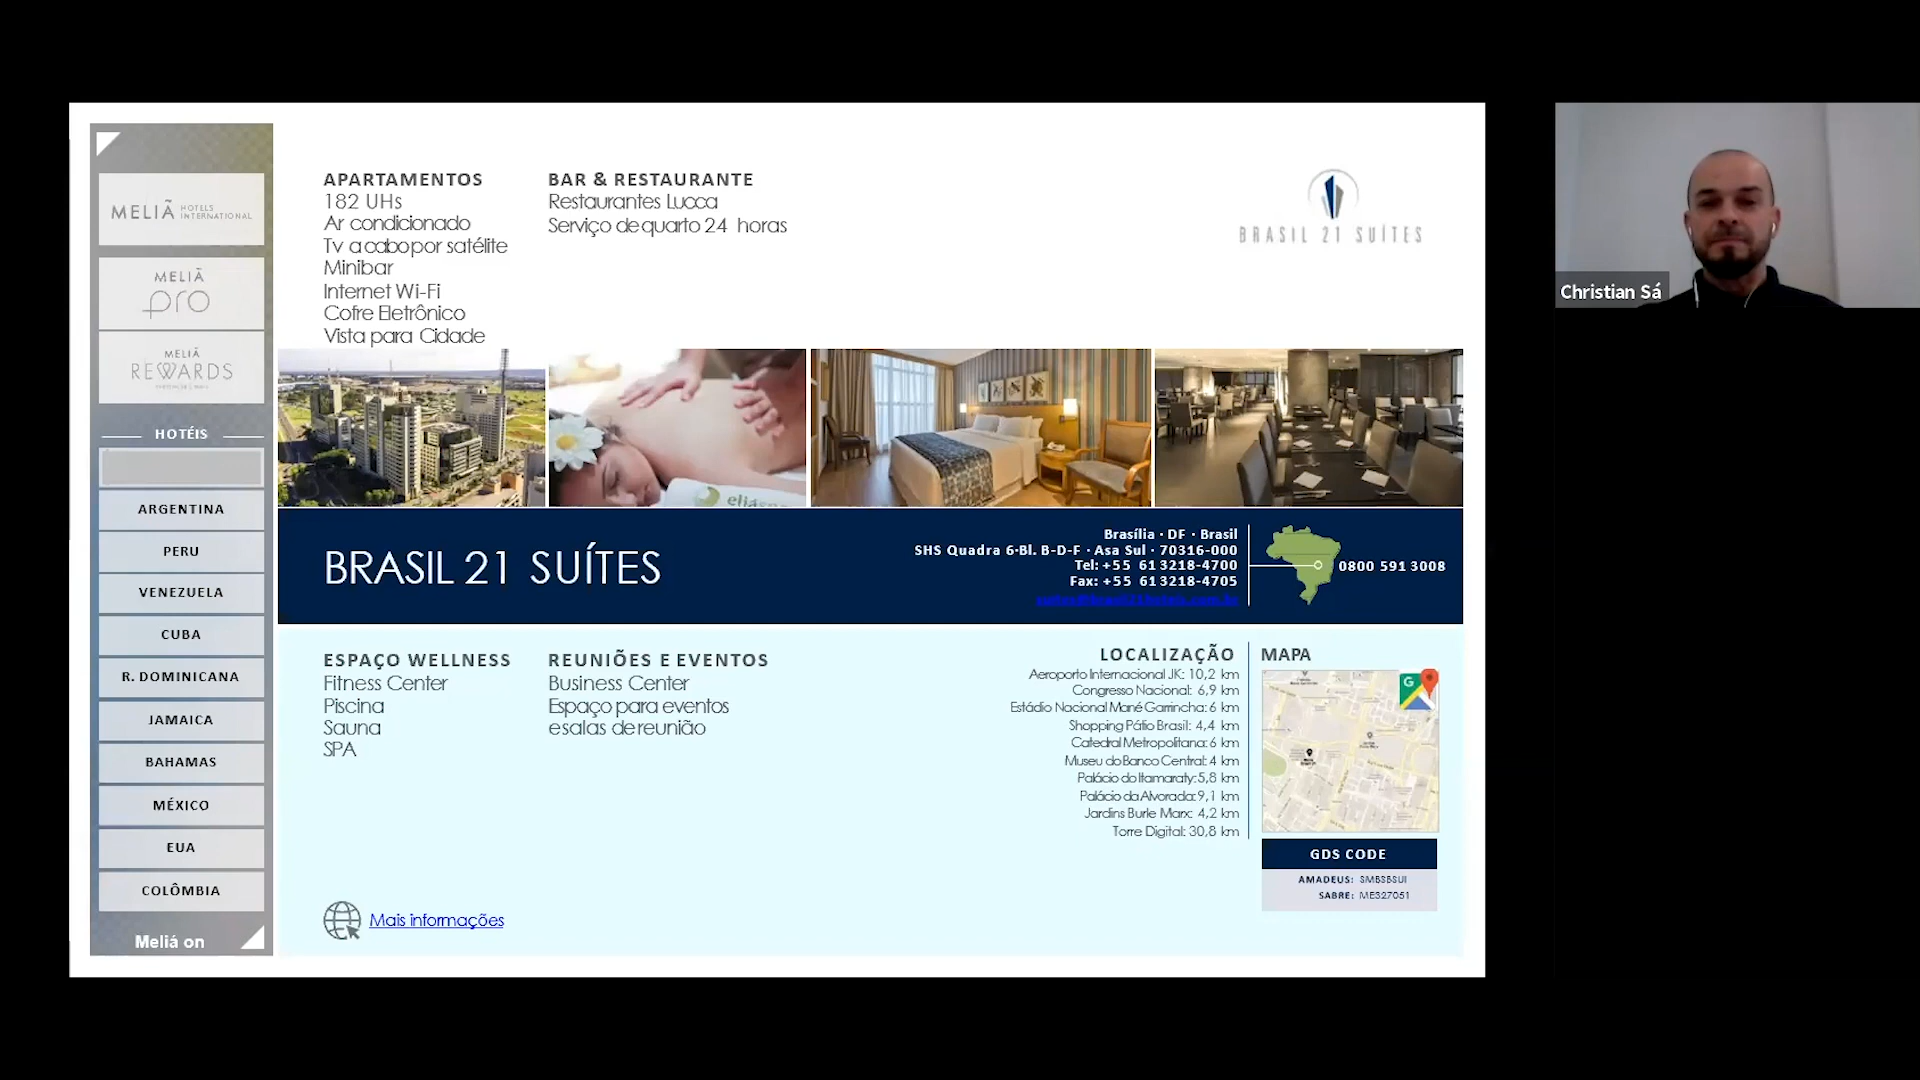 MELIÃ HOTELS INTERNATIONAL
MELIÃ
pro
MELIÃ
REWARDS
HOTÉIS
ARGENTINA
PERU
VENEZUELA
CUBA
R. DOMINICANA
JAMAICA
BAHAMAS
MÉXICO
EUA
COLÔMBIA
Meliá on
APARTAMENTOS
182 UHs
Ar condicionado
Tv a cabo por satélite
Minibar
Internet Wi-Fi
Cofre Eletrônico
Vista para Cidade
BAR & RESTAURANTE
Restaurantes Lucca
Serviço de quarto 24 horas
BRASIL 21 SUÍTES
BRASIL 21 SUÍTES
Brasília · DF · Brasil
SHS Quadra 6·Bl. B-D-F · Asa Sul · 70316-000
Tel: +55 61 3218-4700
Fax: +55 61 3218-4705
0800 591 3008
ESPAÇO WELLNESS
Fitness Center
Piscina
Sauna
SPA
REUNIÕES E EVENTOS
Business Center
Espaço para eventos
e salas de reunião
LOCALIZAÇÃO
Aeroporto Internacional JK: 10,2 km
Congresso Nacional: 6,9 km
Estádio Nacional Mané Garrincha: 6 km
Shopping Pátio Brasil: 4,4 km
Catedral Metropolitana: 6 km
Museu do Banco Central: 4 km
Palácio do Itamaraty: 5,8 km
Palácio da Alvorada: 9,1 km
Jardins Burle Marx: 4,2 km
Torre Digital: 30,8 km
MAPA
G
GDS CODE
AMADEUS: SMBSBSUI
SABRE: ME327051
Mais informações
Christian Sá